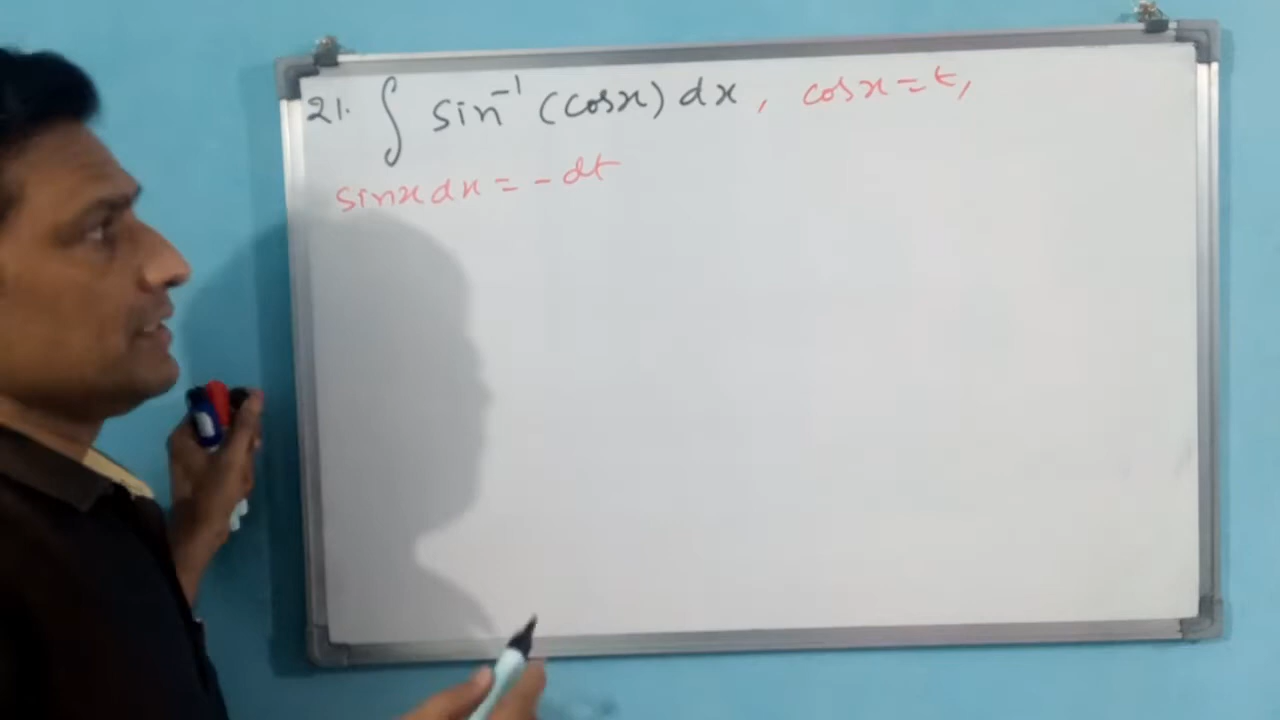 21. ∫ sin⁻¹ (cosx) dx, cosx = t,
sinx dx = - dt